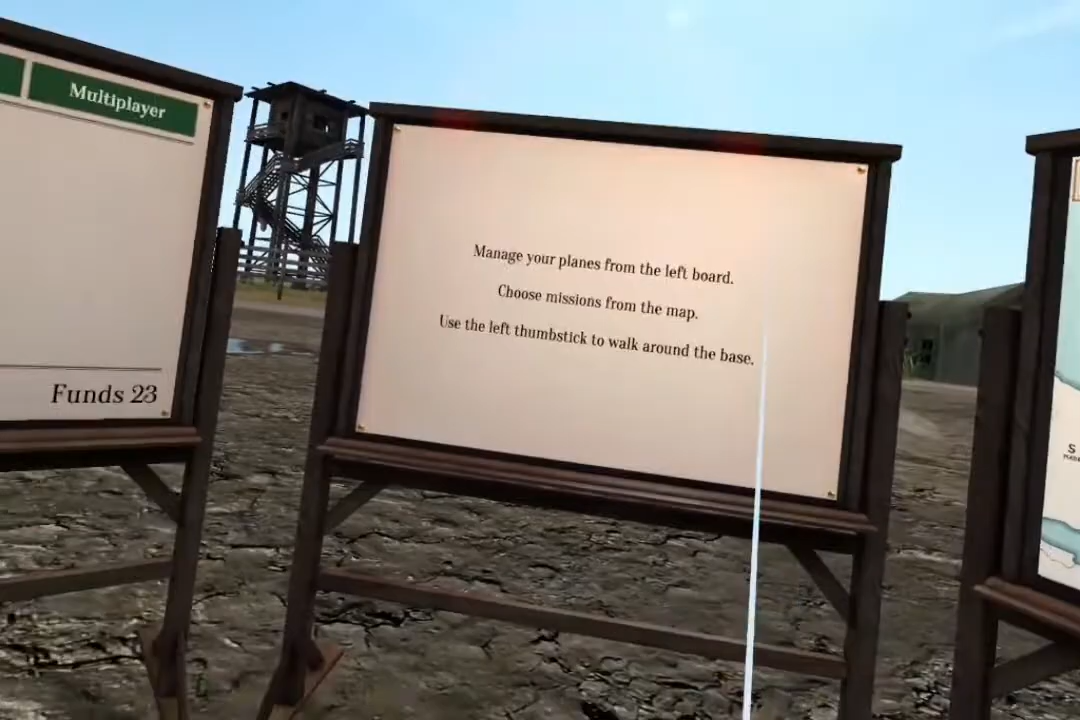 Multiplayer
Funds 23
Manage your planes from the left board.
Choose missions from the map.
Use the left thumbstick to walk around the base.
S